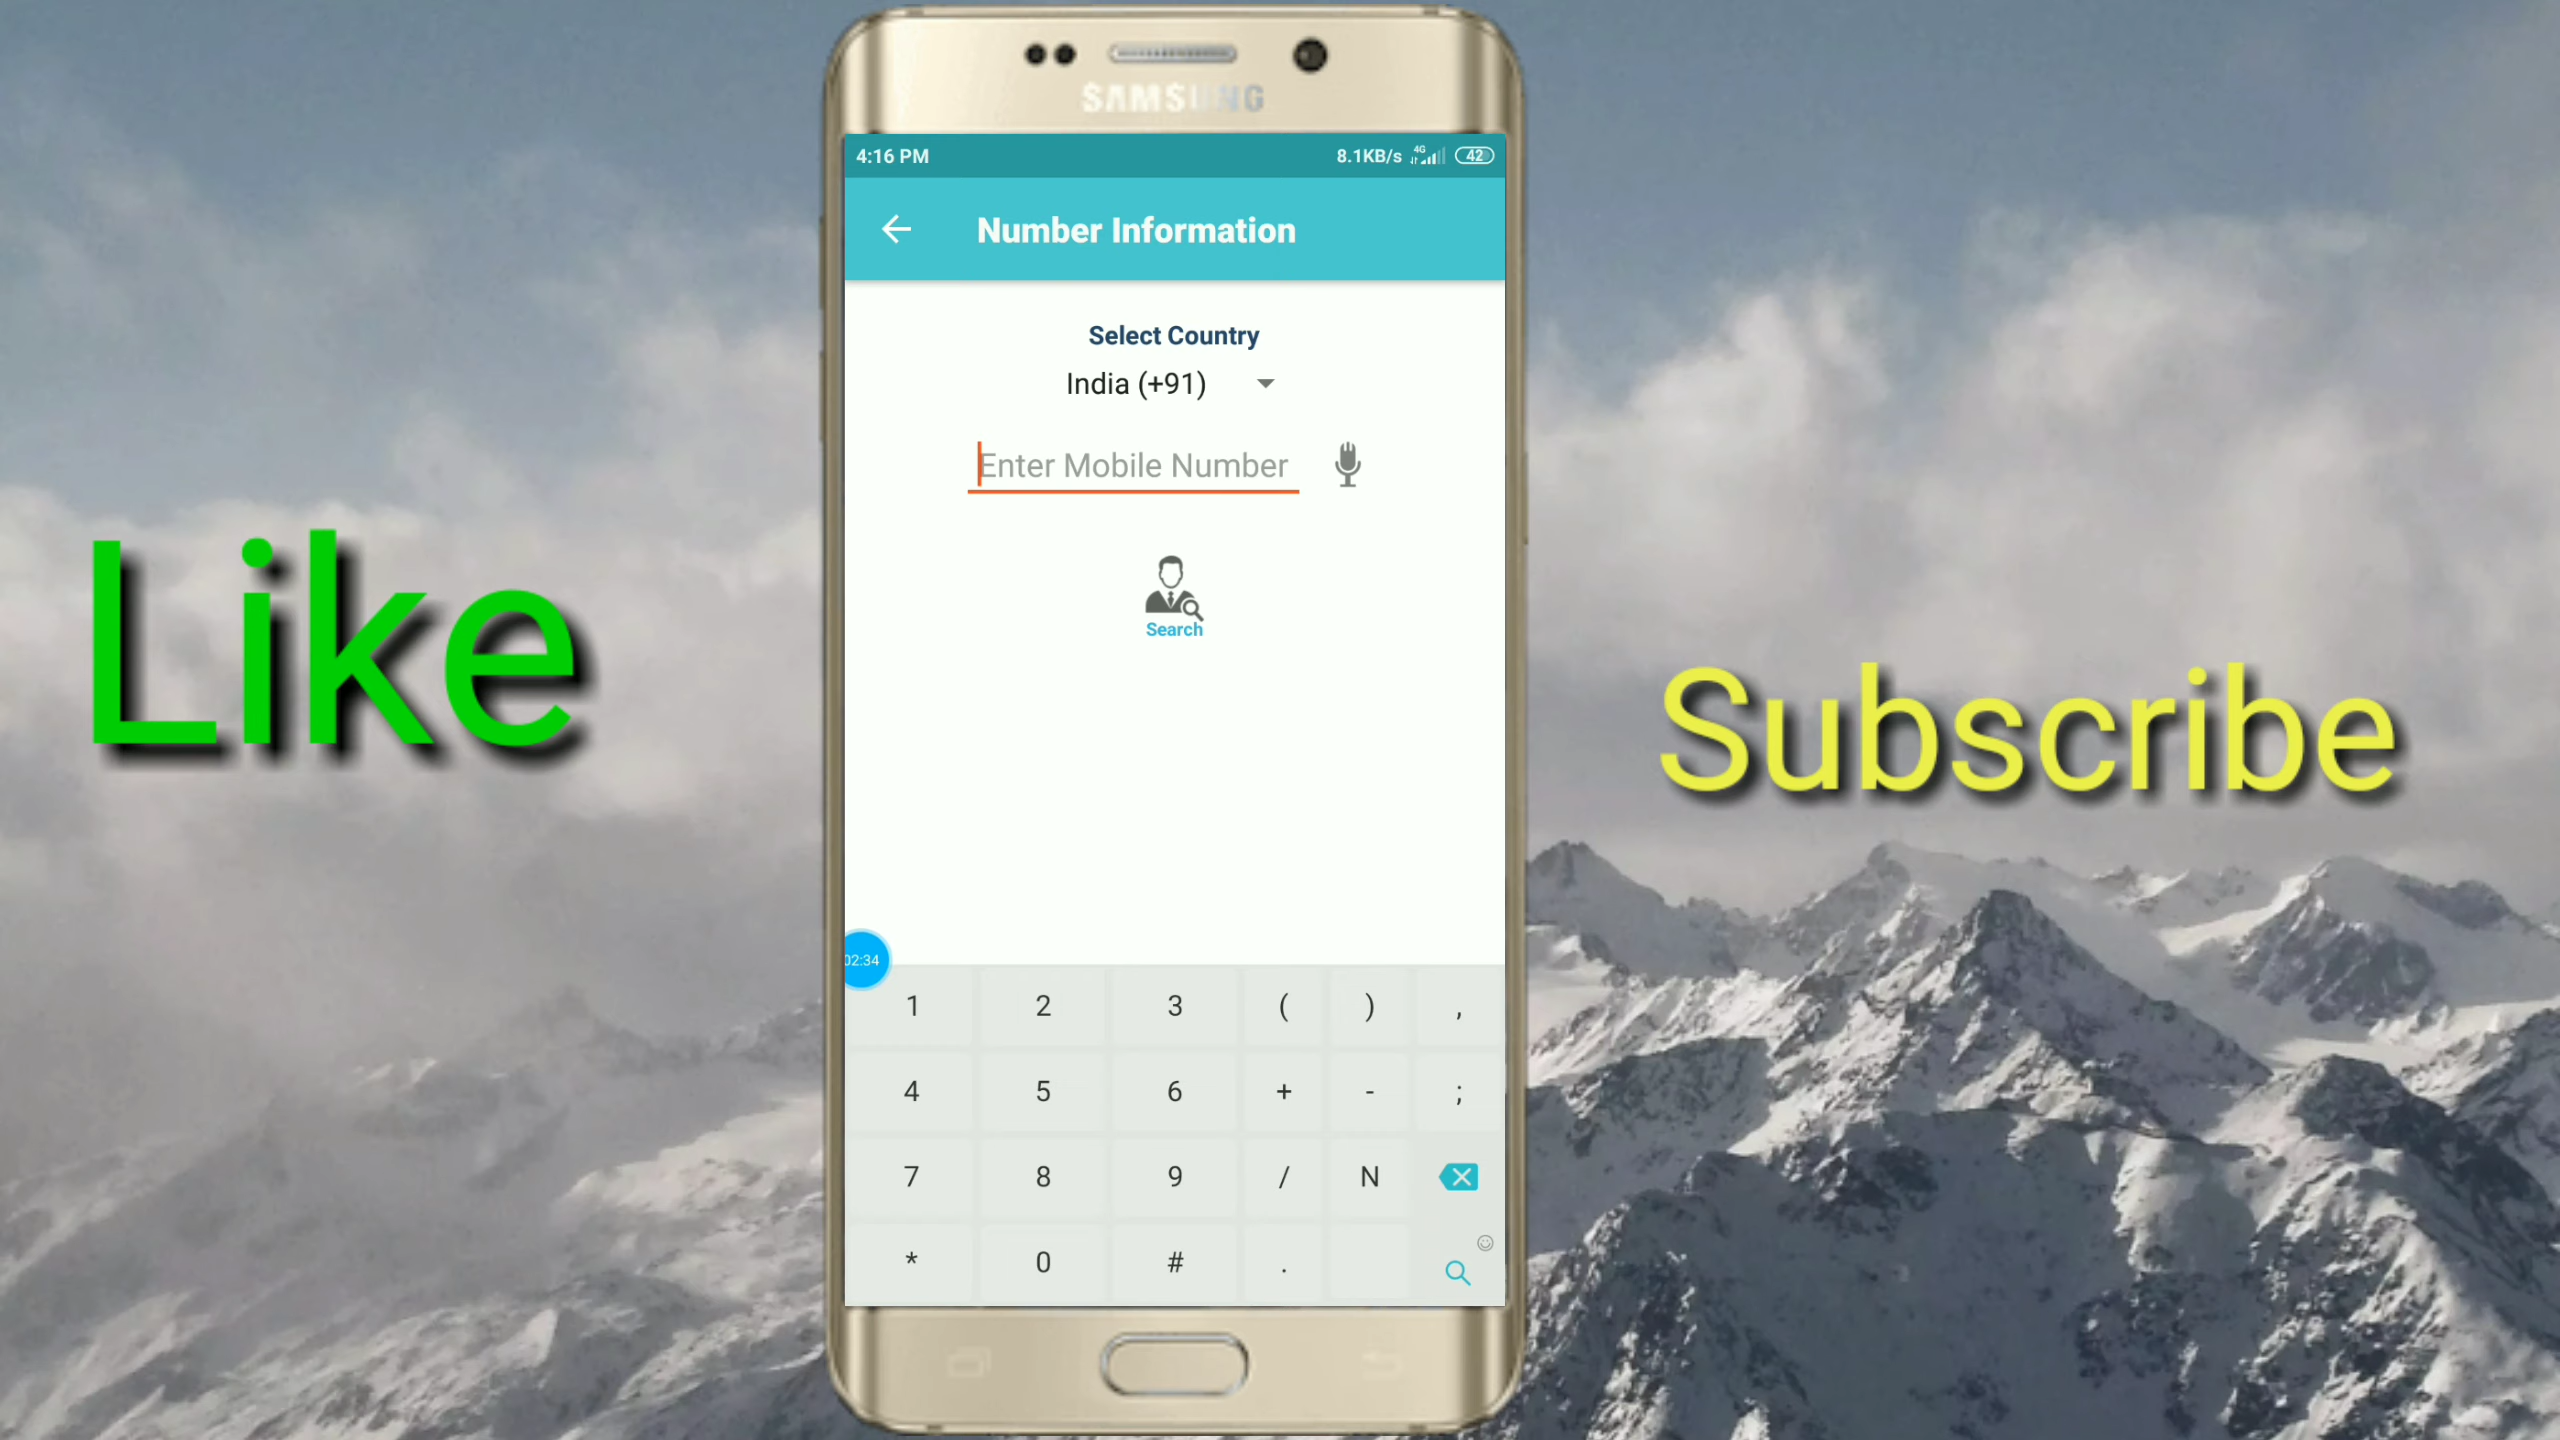 SAMSUNG
4:16 PM 8.1KB/s 4G 42
Number Information
Select Country
India (+91)
Enter Mobile Number
Search
Like
Subscribe
02:34
1 2 3 ( ) ,
4 5 6 + - ;
7 8 9 / N
* 0 # .